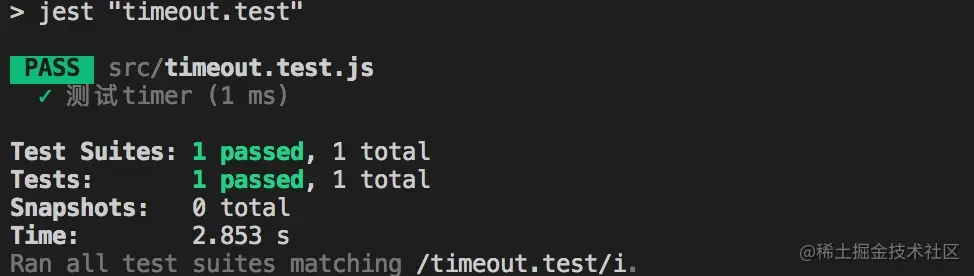 > jest "timeout.test"
PASS src/timeout.test.js
✓ 测试timer (1 ms)
Test Suites: 1 passed, 1 total
Tests: 1 passed, 1 total
Snapshots: 0 total
Time: 2.853 s
Ran all test suites matching /timeout.test/i.
@稀土掘金技术社区